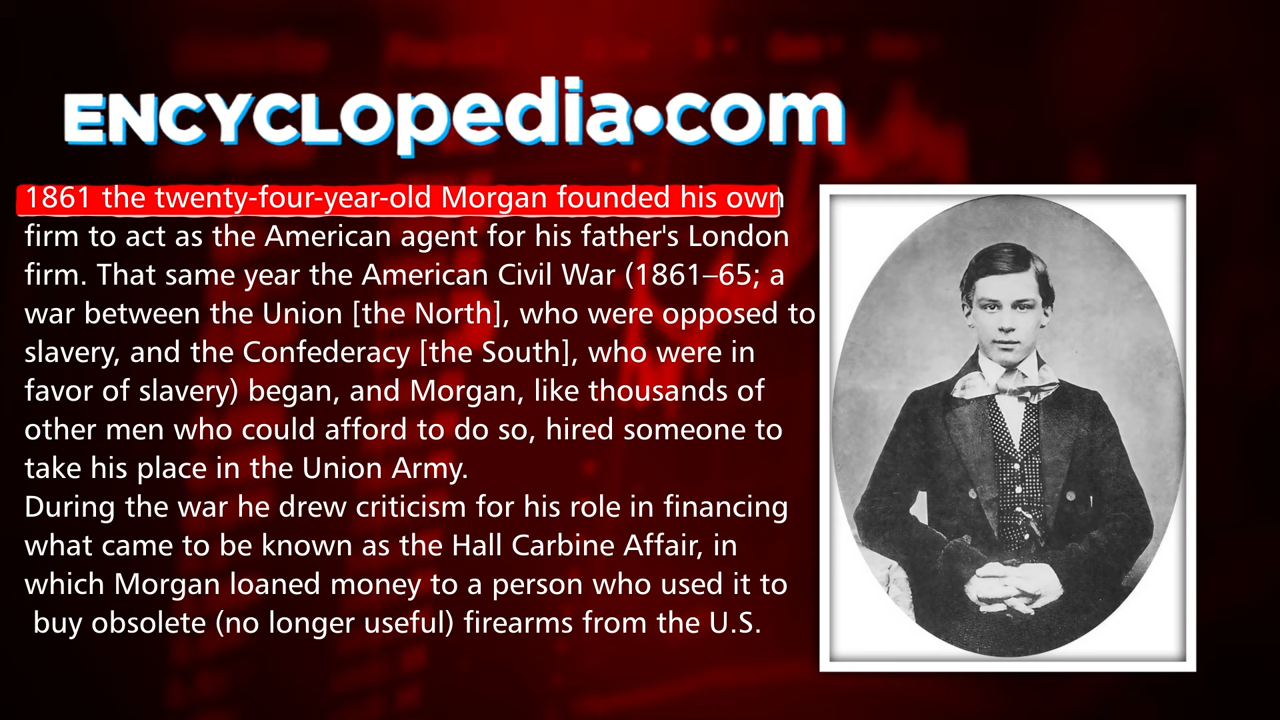 ENCYCLopedia•com
1861 the twenty-four-year-old Morgan founded his own
firm to act as the American agent for his father's London
firm. That same year the American Civil War (1861–65; a
war between the Union [the North], who were opposed to
slavery, and the Confederacy [the South], who were in
favor of slavery) began, and Morgan, like thousands of
other men who could afford to do so, hired someone to
take his place in the Union Army.
During the war he drew criticism for his role in financing
what came to be known as the Hall Carbine Affair, in
which Morgan loaned money to a person who used it to
buy obsolete (no longer useful) firearms from the U.S.